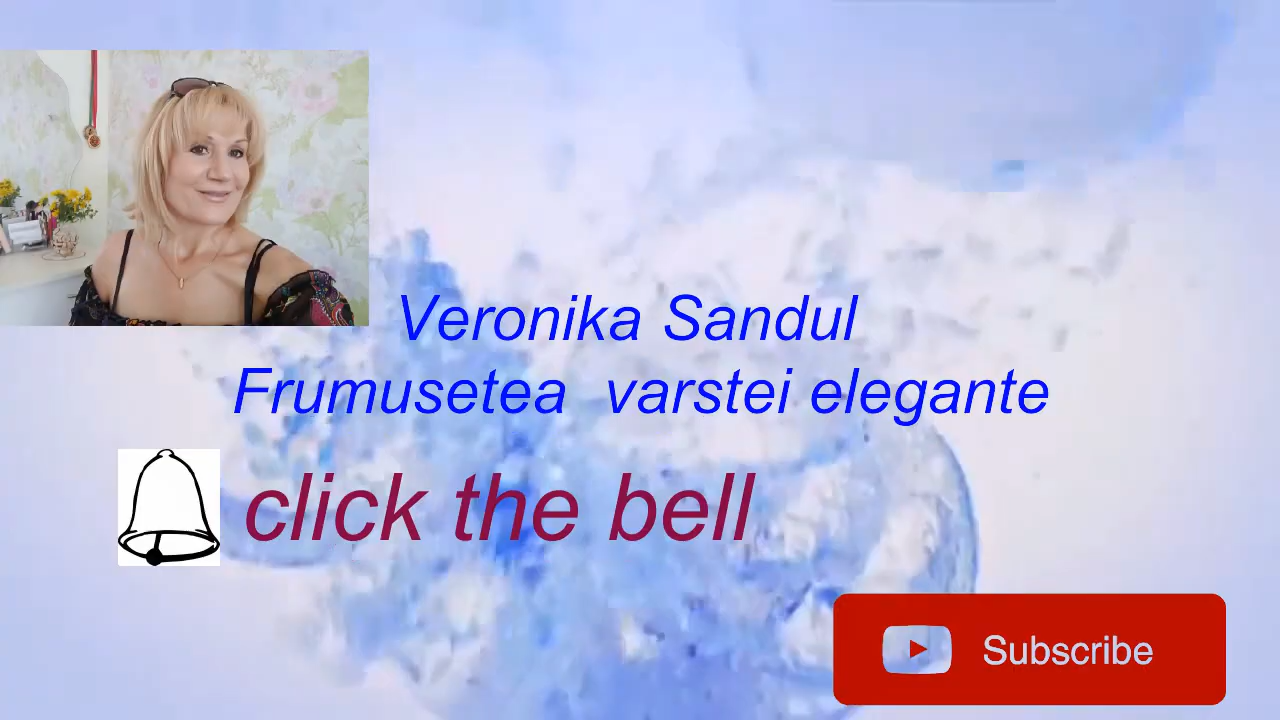 Veronika Sandul
Frumusetea varstei elegante
click the bell
Subscribe